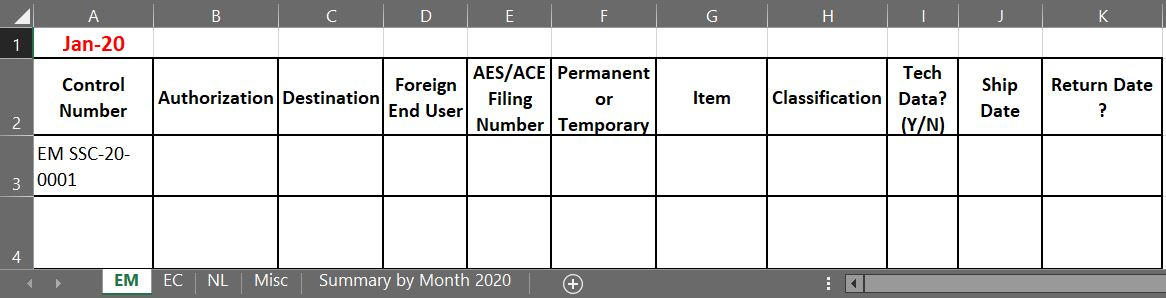 A B C D E F G H I J K
1 Jan-20
2 Control Number Authorization Destination Foreign End User AES/ACE Filing Number Permanent or Temporary Item Classification Tech Data? (Y/N) Ship Date Return Date ?
3 EM SSC-20-0001
4
EM EC NL Misc Summary by Month 2020